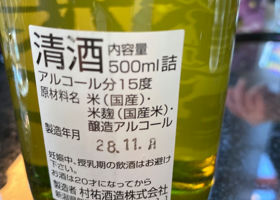 清酒 内容量
500ml詰
アルコール分15度
原材料名 米(国産)・
米麹(国産米)・
醸造アルコール
製造年月 28.11.月
妊娠中、授乳期の飲酒はお避け
下さい。
お酒は20才になってから
製造者 村祐酒造株式会